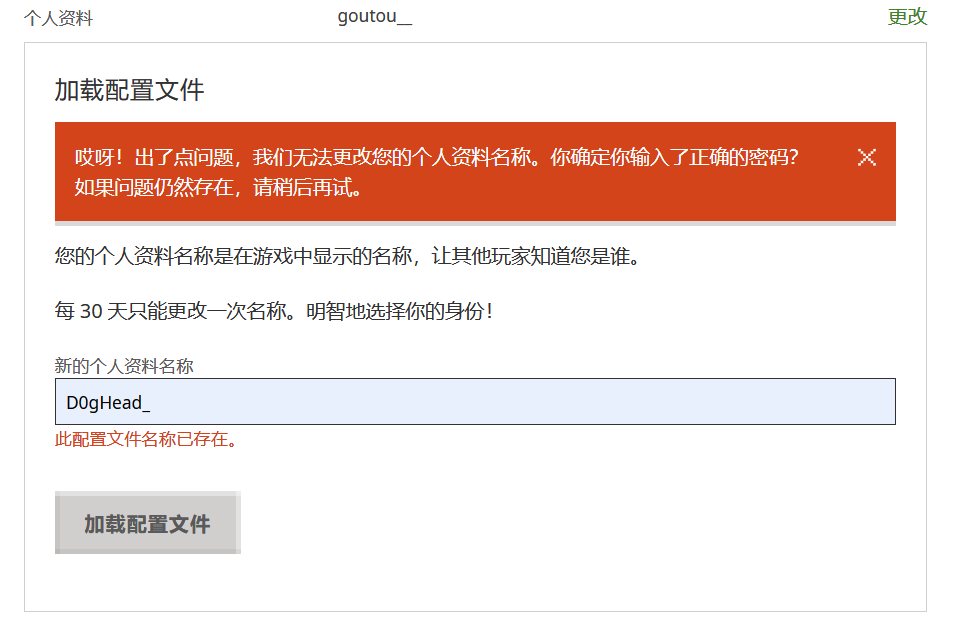 个人资料 goutou__ 更改
加载配置文件
哎呀！出了点问题，我们无法更改您的个人资料名称。你确定你输入了正确的密码？
如果问题仍然存在，请稍后再试。
您的个人资料名称是在游戏中显示的名称，让其他玩家知道您是谁。
每 30 天只能更改一次名称。明智地选择你的身份！
新的个人资料名称
D0gHead_
此配置文件名称已存在。
加载配置文件